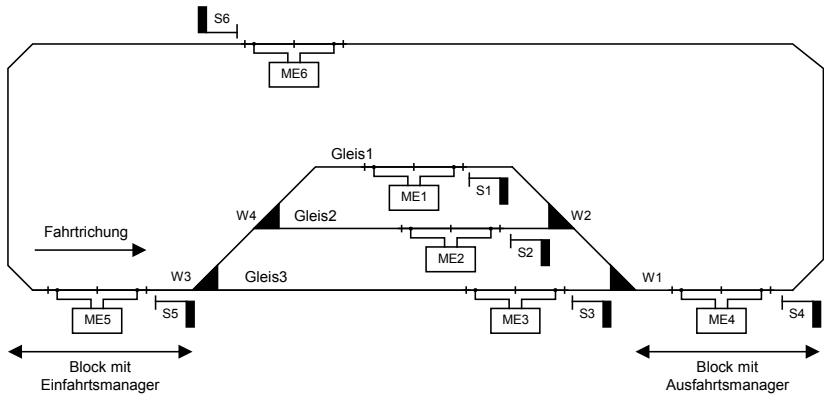 S6
ME6
Gleis1
ME1
S1
W4
Gleis2
W2
Fahrtrichung
ME2
S2
W3
Gleis3
W1
ME5
S5
ME3
S3
ME4
S4
Block mit
Einfahrtsmanager
Block mit
Ausfahrtsmanager